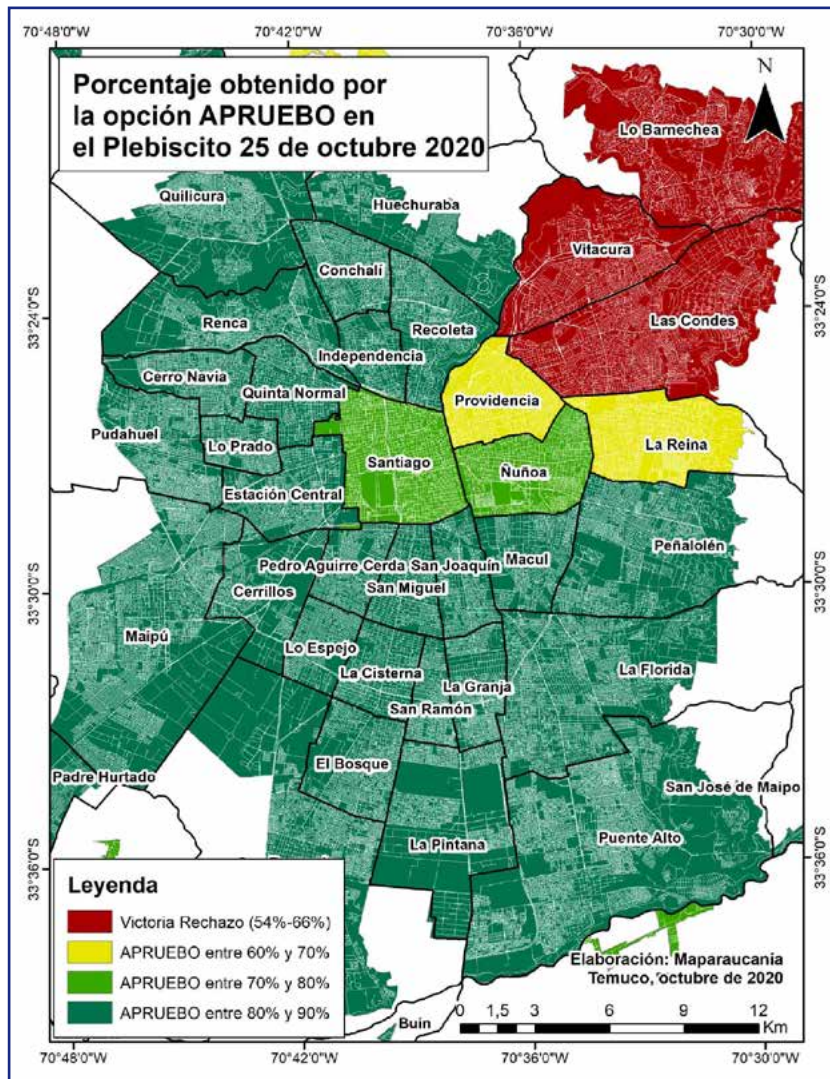 70°48'0"W
70°42'0"W
70°36'0"W
70°30'0"W
Porcentaje obtenido por
la opción APRUEBO en
el Plebiscito 25 de octubre 2020
N
Lo Barnechea
Quilicura
Huechuraba
Vitacura
Conchalí
33°24'0"S
33°24'0"S
Renca
Recoleta
Las Condes
Independencia
Cerro Navia
Quinta Normal
Providencia
Pudahuel
Lo Prado
La Reina
Santiago
Ñuñoa
Estación Central
Peñalolén
Macul
Pedro Aguirre Cerda
San Joaquín
San Miguel
Cerrillos
33°30'0"S
33°30'0"S
Maipú
Lo Espejo
La Cisterna
La Florida
La Granja
San Ramón
El Bosque
Padre Hurtado
San José de Maipo
La Pintana
Puente Alto
33°36'0"S
33°36'0"S
Leyenda
Victoria Rechazo (54%-66%)
APRUEBO entre 60% y 70%
APRUEBO entre 70% y 80%
APRUEBO entre 80% y 90%
Elaboración: Maparaucania
Temuco, octubre de 2020
Buin
0 1,5 3 6 9 12
Km
70°48'0"W
70°42'0"W
70°36'0"W
70°30'0"W